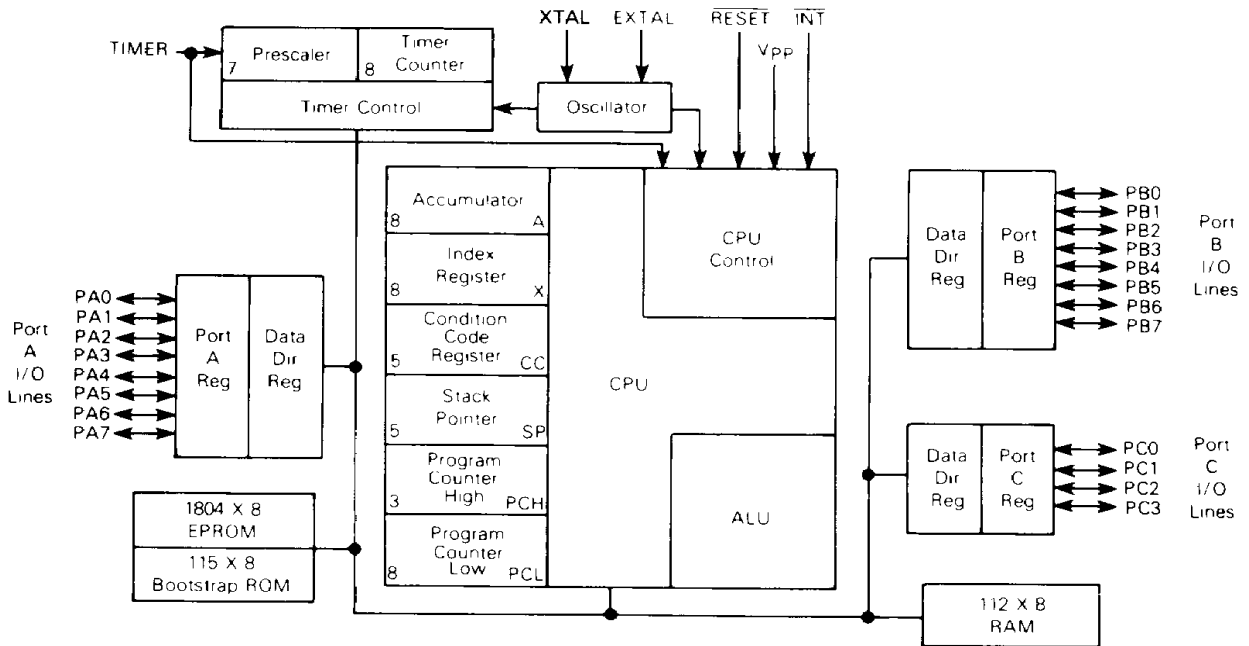 XTAL EXTAL RESET INT
VPP
TIMER
Prescaler
7
Timer
Counter
8
Timer Control
Oscillator
Accumulator
8 A
Index
Register
8 X
Condition
Code
Register
5 CC
Stack
Pointer
5 SP
Program
Counter
High
3 PCH
Program
Counter
Low
8 PCL
CPU
Control
CPU
ALU
Port
A
I/O
Lines
PA0
PA1
PA2
PA3
PA4
PA5
PA6
PA7
Port
A
Reg
Data
Dir
Reg
1804 X 8
EPROM
115 X 8
Bootstrap ROM
Data
Dir
Reg
Port
B
Reg
PB0
PB1
PB2
PB3
PB4
PB5
PB6
PB7
Port
B
I/O
Lines
Data
Dir
Reg
Port
C
Reg
PC0
PC1
PC2
PC3
Port
C
I/O
Lines
112 X 8
RAM